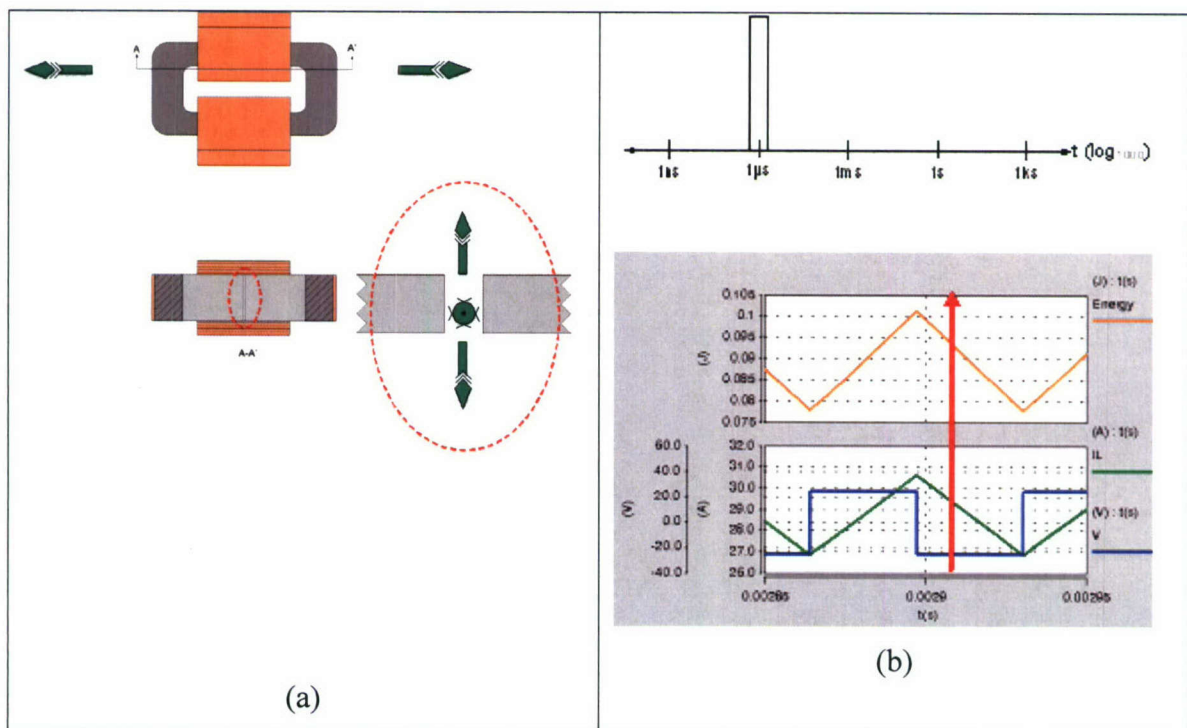 A A'
A-A'
(a)
t (log
1µs 1ms 1s 1ks
(J) : t(s)
Energy
(J)
0.105
0.1
0.095
0.09
0.085
0.08
0.075
(A) : t(s)
IL
(V) : t(s)
V
(V)
60.0
40.0
20.0
0.0
-20.0
-40.0
(A)
32.0
31.0
30.0
29.0
28.0
27.0
26.0
0.00285 0.0029 0.00295
t(s)
(b)